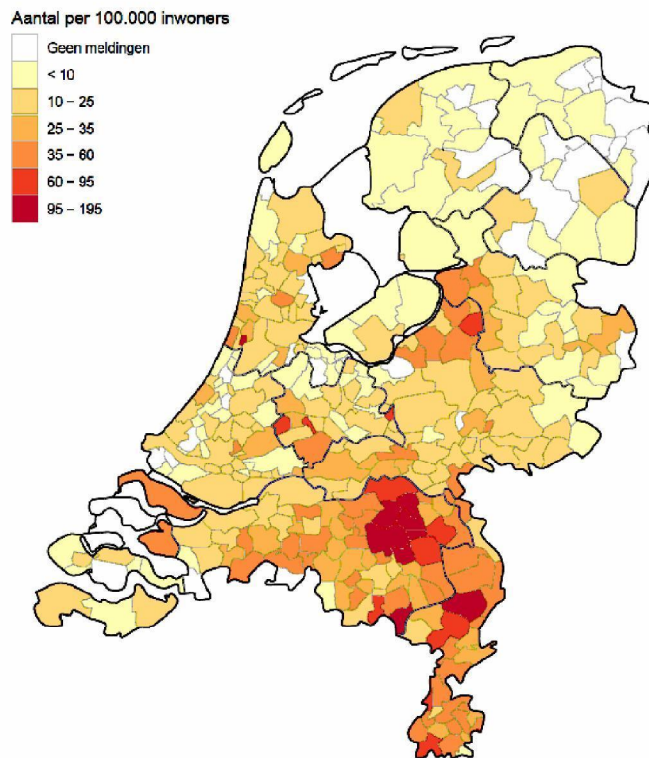 Aantal per 100.000 inwoners
Geen meldingen
< 10
10 – 25
25 – 35
35 – 60
60 – 95
95 – 195